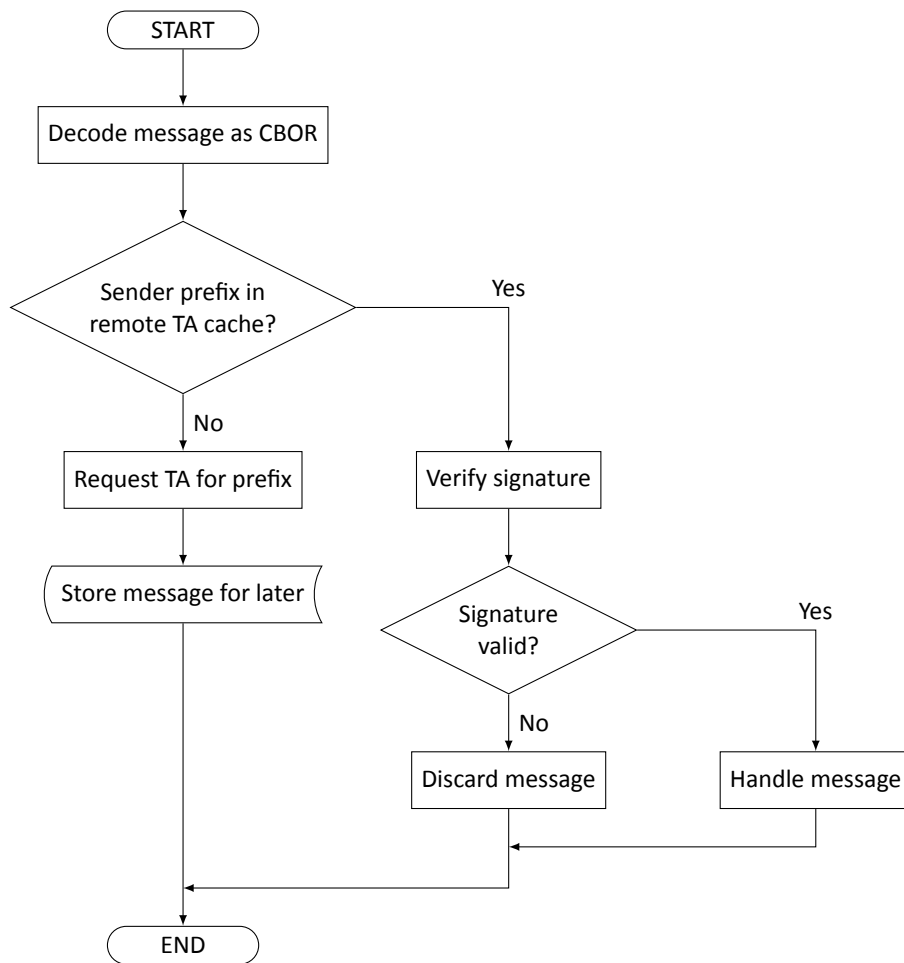 START
Decode message as CBOR
Sender prefix in
remote TA cache?
Yes
No
Request TA for prefix
Verify signature
Store message for later
Signature
valid?
Yes
No
Discard message
Handle message
END